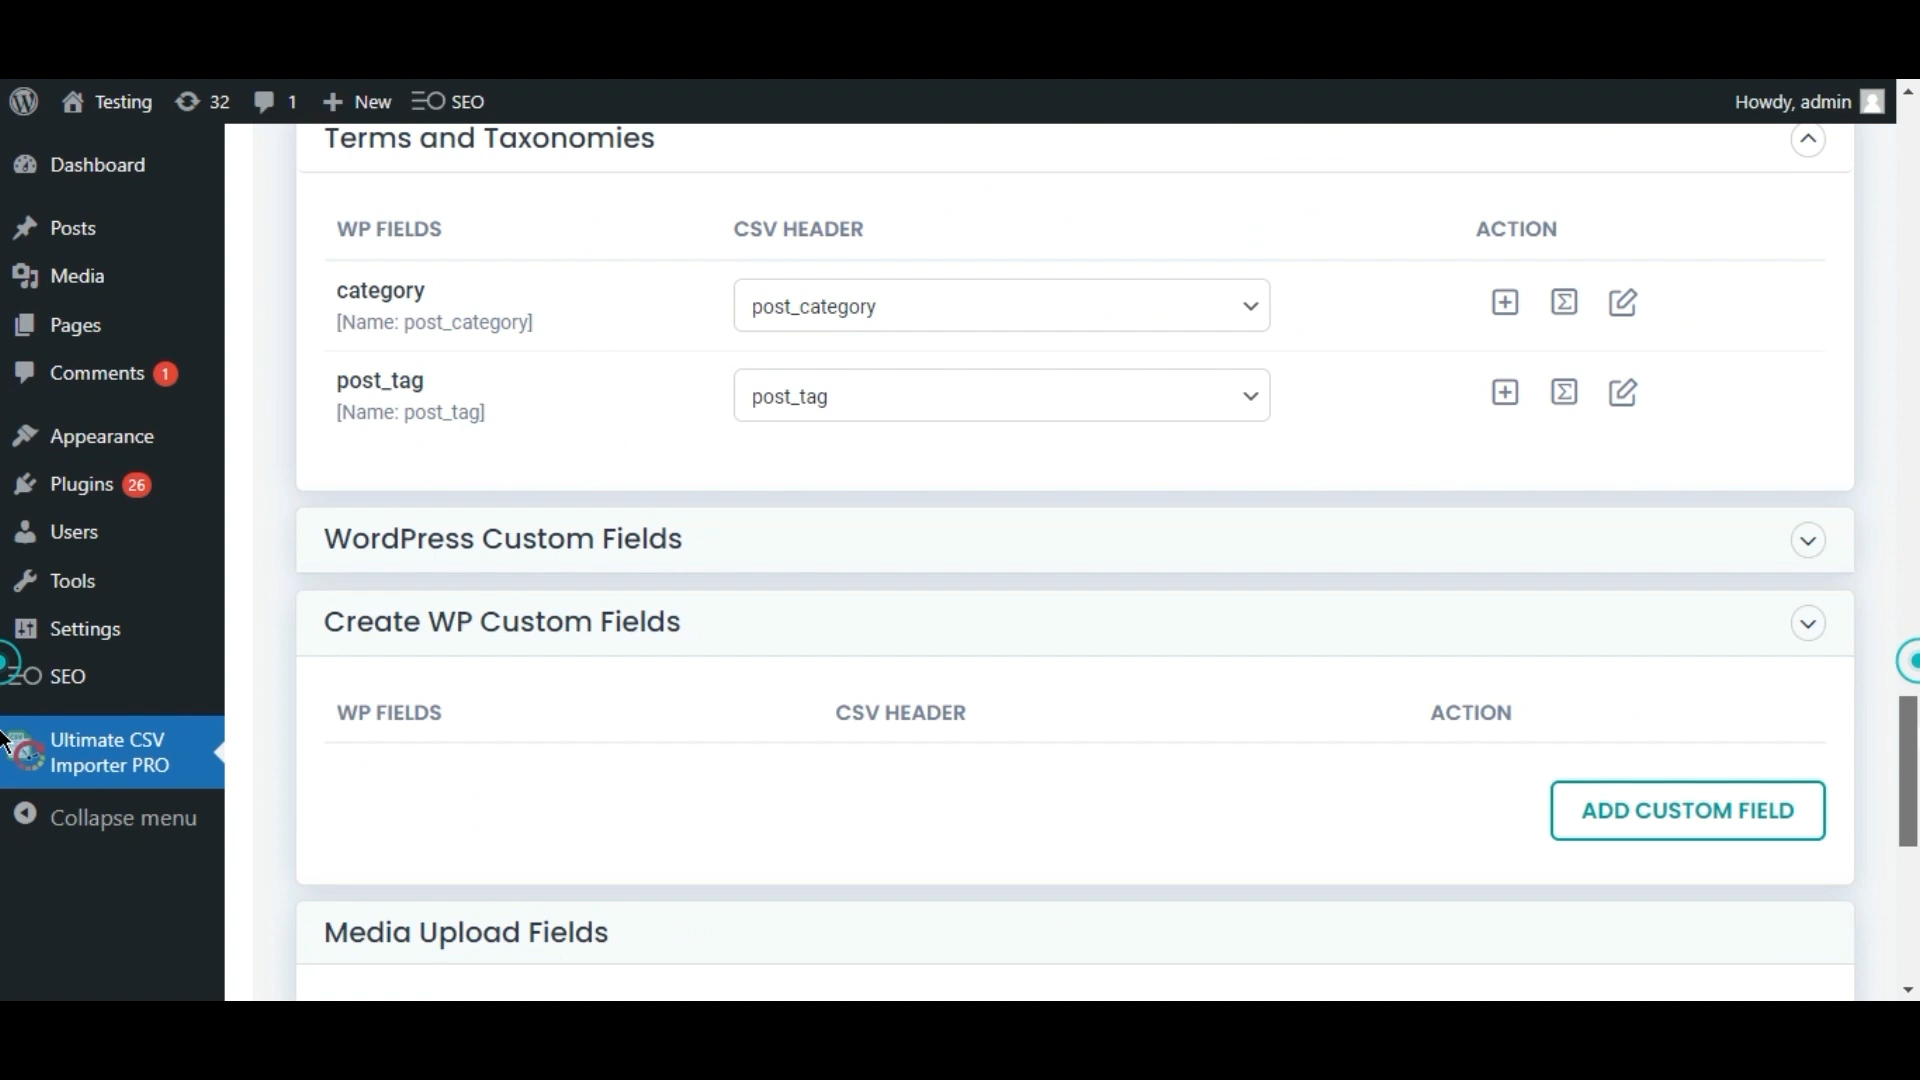 Testing 32 1 New SEO Howdy, admin
Dashboard
Posts
Media
Pages
Comments 1
Appearance
Plugins 26
Users
Tools
Settings
SEO
Ultimate CSV
Importer PRO
Collapse menu
Terms and Taxonomies
WP FIELDS CSV HEADER ACTION
category
[Name: post_category]
post_category
post_tag
[Name: post_tag]
post_tag
WordPress Custom Fields
Create WP Custom Fields
WP FIELDS CSV HEADER ACTION
ADD CUSTOM FIELD
Media Upload Fields